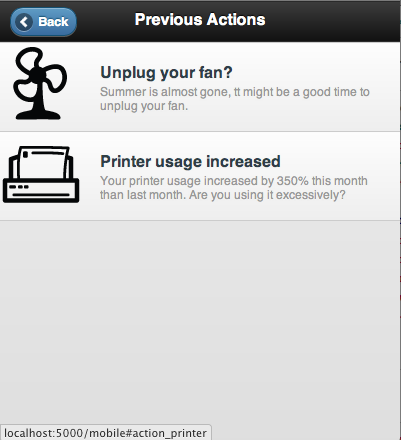 Back
Previous Actions
Unplug your fan?
Summer is almost gone, tt might be a good time to
unplug your fan.
Printer usage increased
Your printer usage increased by 350% this month
than last month. Are you using it excessively?
localhost:5000/mobile#action_printer